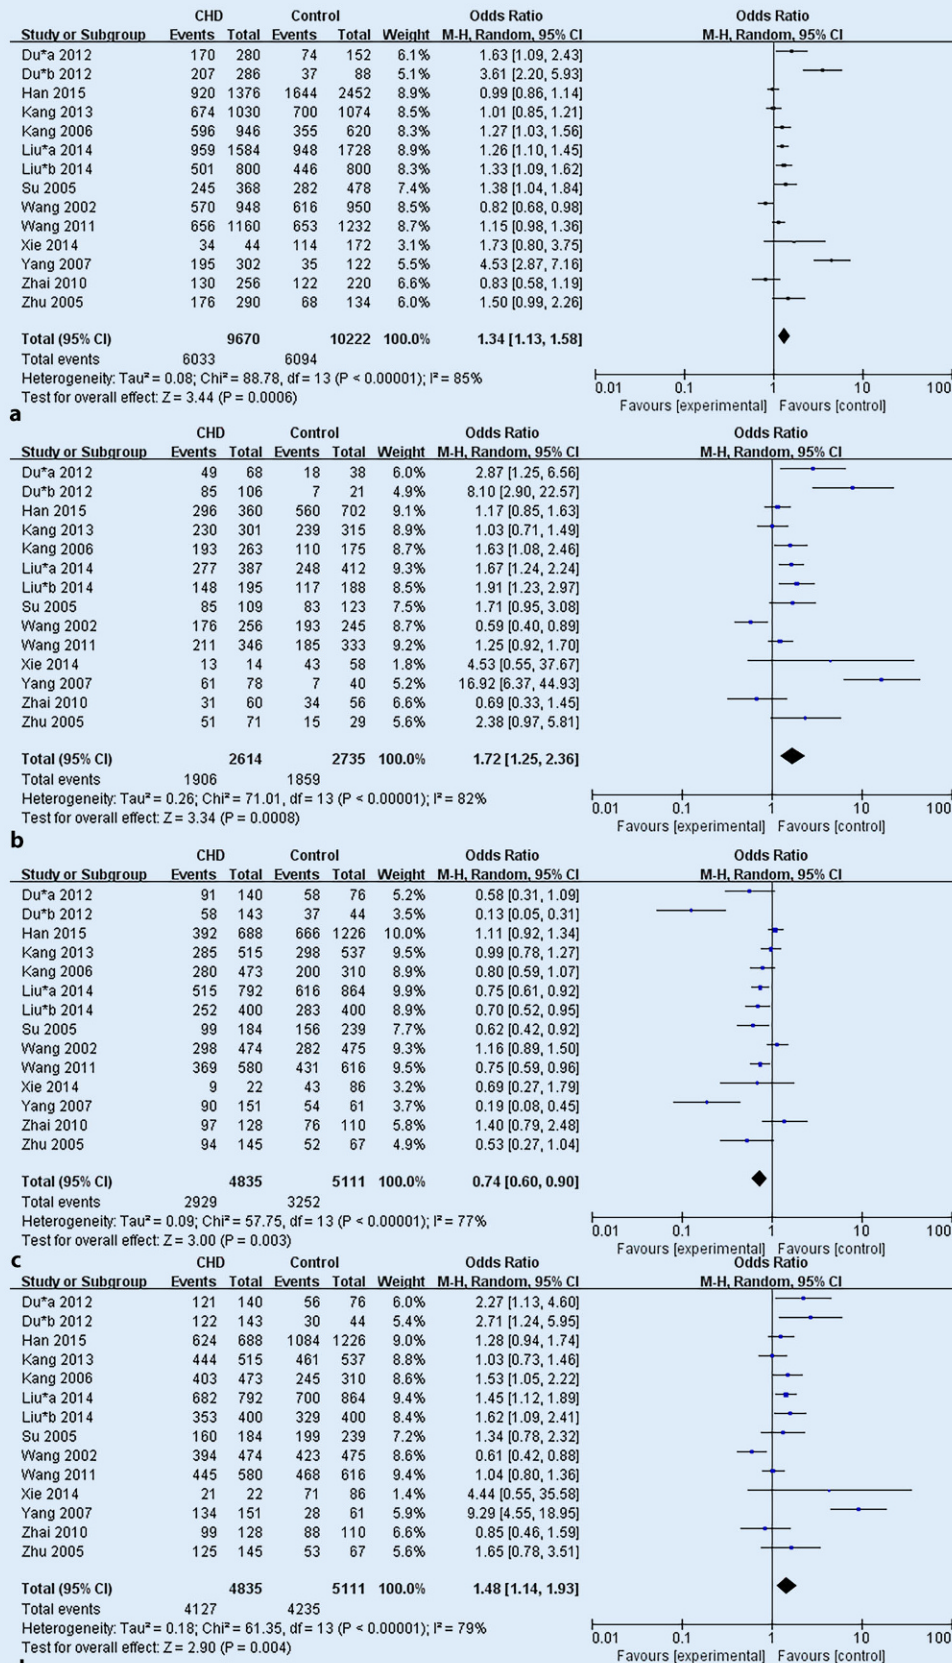 CHD Control Odds Ratio Odds Ratio
Study or Subgroup Events Total Events Total Weight M-H, Random, 95% CI M-H, Random, 95% CI
Du*a 2012 170 280 74 152 6.1% 1.63 [1.09, 2.43]
Du*b 2012 207 286 37 88 5.1% 3.61 [2.20, 5.93]
Han 2015 920 1376 1644 2452 8.9% 0.99 [0.86, 1.14]
Kang 2013 674 1030 700 1074 8.5% 1.01 [0.85, 1.21]
Kang 2006 596 946 355 620 8.3% 1.27 [1.03, 1.56]
Liu*a 2014 959 1584 948 1728 8.9% 1.26 [1.10, 1.45]
Liu*b 2014 501 800 446 800 8.4% 1.33 [1.09, 1.62]
Su 2005 245 368 282 478 7.4% 1.38 [1.04, 1.84]
Wang 2002 570 948 616 950 8.5% 0.82 [0.68, 0.98]
Wang 2011 656 1160 653 1232 8.7% 1.15 [0.98, 1.36]
Xie 2014 34 44 114 172 3.1% 1.73 [0.80, 3.75]
Yang 2007 195 302 35 122 5.5% 4.53 [2.87, 7.16]
Zhai 2010 130 256 122 220 6.6% 0.83 [0.58, 1.19]
Zhu 2005 176 290 68 134 6.0% 1.50 [0.99, 2.26]
Total (95% CI) 9670 10222 100.0% 1.34 [1.13, 1.58]
Total events 6033 6094
Heterogeneity: Tau² = 0.08; Chi² = 88.78, df = 13 (P < 0.00001); I² = 85%
Test for overall effect: Z = 3.44 (P = 0.0006)
0.01 0.1 1 10 100
Favours [experimental] Favours [control]
a
CHD Control Odds Ratio Odds Ratio
Study or Subgroup Events Total Events Total Weight M-H, Random, 95% CI M-H, Random, 95% CI
Du*a 2012 49 68 18 38 6.0% 2.87 [1.25, 6.56]
Du*b 2012 85 106 7 21 4.9% 8.10 [2.90, 22.57]
Han 2015 296 360 560 702 9.1% 1.17 [0.85, 1.63]
Kang 2013 230 301 239 315 8.9% 1.03 [0.71, 1.49]
Kang 2006 193 263 110 175 8.7% 1.63 [1.08, 2.46]
Liu*a 2014 277 387 248 412 9.3% 1.67 [1.24, 2.24]
Liu*b 2014 148 195 117 188 8.5% 1.91 [1.23, 2.97]
Su 2005 85 109 83 123 7.5% 1.71 [0.95, 3.08]
Wang 2002 176 256 193 245 8.8% 0.59 [0.40, 0.89]
Wang 2011 211 346 185 333 9.2% 1.25 [0.92, 1.70]
Xie 2014 13 14 43 58 1.8% 4.53 [0.55, 37.67]
Yang 2007 61 78 7 40 5.2% 16.92 [6.37, 44.93]
Zhai 2010 31 60 34 56 6.7% 0.69 [0.33, 1.45]
Zhu 2005 51 71 15 29 5.6% 2.38 [0.97, 5.81]
Total (95% CI) 2614 2735 100.0% 1.72 [1.25, 2.36]
Total events 1906 1859
Heterogeneity: Tau² = 0.26; Chi² = 71.01, df = 13 (P < 0.00001); I² = 82%
Test for overall effect: Z = 3.34 (P = 0.0008)
0.01 0.1 1 10 100
Favours [experimental] Favours [control]
b
CHD Control Odds Ratio Odds Ratio
Study or Subgroup Events Total Events Total Weight M-H, Random, 95% CI M-H, Random, 95% CI
Du*a 2012 91 140 58 76 5.2% 0.58 [0.31, 1.09]
Du*b 2012 58 143 37 44 3.5% 0.13 [0.05, 0.31]
Han 2015 392 688 666 1226 10.0% 1.11 [0.92, 1.34]
Kang 2013 285 515 298 537 9.5% 0.99 [0.78, 1.27]
Kang 2006 280 473 200 310 8.9% 0.80 [0.59, 1.07]
Liu*a 2014 515 792 616 864 9.9% 0.75 [0.61, 0.92]
Liu*b 2014 252 400 283 400 8.9% 0.70 [0.52, 0.95]
Su 2005 99 184 156 239 7.7% 0.62 [0.42, 0.92]
Wang 2002 298 474 282 475 9.3% 1.16 [0.89, 1.50]
Wang 2011 369 580 431 616 9.5% 0.75 [0.59, 0.96]
Xie 2014 9 22 43 86 3.2% 0.69 [0.27, 1.79]
Yang 2007 90 151 54 61 3.7% 0.19 [0.08, 0.45]
Zhai 2010 97 128 76 110 5.8% 1.40 [0.79, 2.48]
Zhu 2005 94 145 52 67 4.9% 0.53 [0.27, 1.04]
Total (95% CI) 4835 5111 100.0% 0.74 [0.60, 0.90]
Total events 2929 3252
Heterogeneity: Tau² = 0.09; Chi² = 57.75, df = 13 (P < 0.00001); I² = 77%
Test for overall effect: Z = 3.00 (P = 0.003)
0.01 0.1 1 10 100
Favours [experimental] Favours [control]
c
CHD Control Odds Ratio Odds Ratio
Study or Subgroup Events Total Events Total Weight M-H, Random, 95% CI M-H, Random, 95% CI
Du*a 2012 121 140 56 76 6.0% 2.27 [1.13, 4.60]
Du*b 2012 122 143 30 44 5.4% 2.71 [1.24, 5.95]
Han 2015 624 688 1084 1226 9.0% 1.28 [0.94, 1.74]
Kang 2013 444 515 461 537 8.8% 1.03 [0.73, 1.46]
Kang 2006 403 473 245 310 8.6% 1.53 [1.05, 2.22]
Liu*a 2014 682 792 700 864 9.4% 1.45 [1.12, 1.89]
Liu*b 2014 353 400 329 400 8.4% 1.62 [1.09, 2.41]
Su 2005 160 184 199 239 7.2% 1.34 [0.78, 2.32]
Wang 2002 394 474 423 475 8.6% 0.61 [0.42, 0.88]
Wang 2011 445 580 468 616 9.4% 1.04 [0.80, 1.36]
Xie 2014 21 22 71 86 1.4% 4.44 [0.55, 35.58]
Yang 2007 134 151 28 61 5.9% 9.29 [4.55, 18.95]
Zhai 2010 99 128 88 110 6.6% 0.85 [0.46, 1.59]
Zhu 2005 125 145 53 67 5.6% 1.65 [0.78, 3.51]
Total (95% CI) 4835 5111 100.0% 1.48 [1.14, 1.93]
Total events 4127 4235
Heterogeneity: Tau² = 0.18; Chi² = 61.35, df = 13 (P < 0.00001); I² = 79%
Test for overall effect: Z = 2.90 (P = 0.004)
0.01 0.1 1 10 100
Favours [experimental] Favours [control]